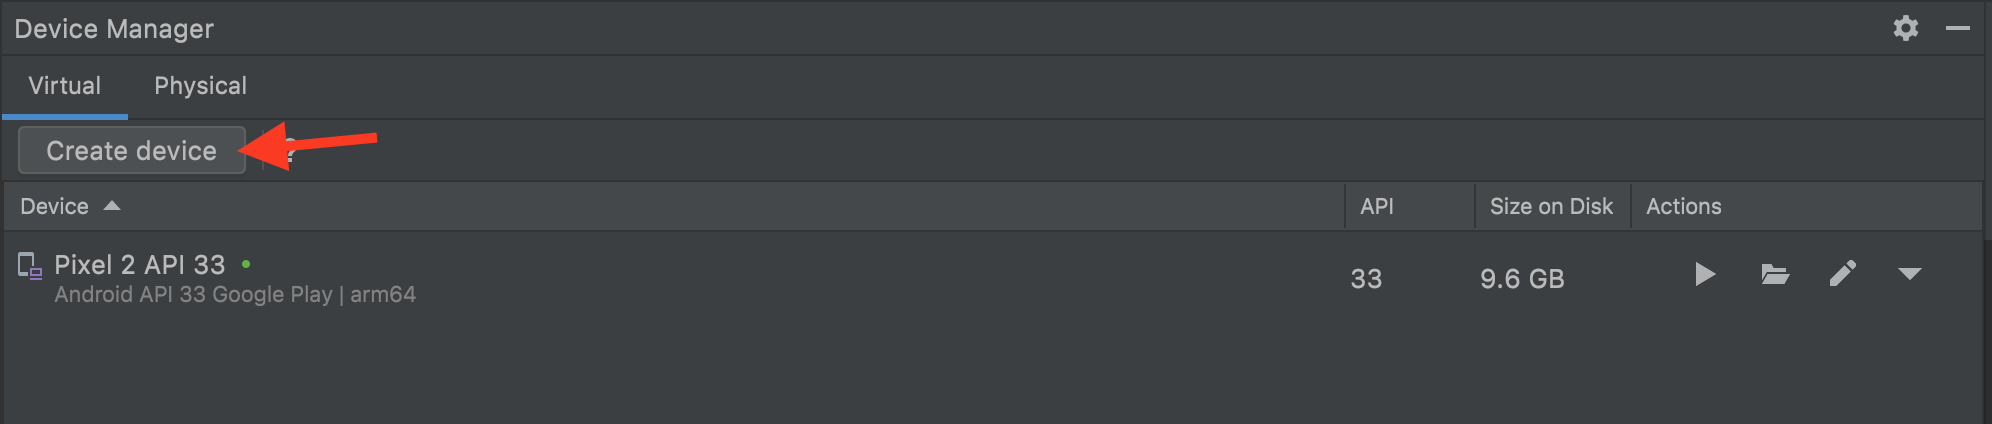 Device Manager
Virtual Physical
Create device ?
Device API Size on Disk Actions
Pixel 2 API 33 33 9.6 GB
Android API 33 Google Play | arm64